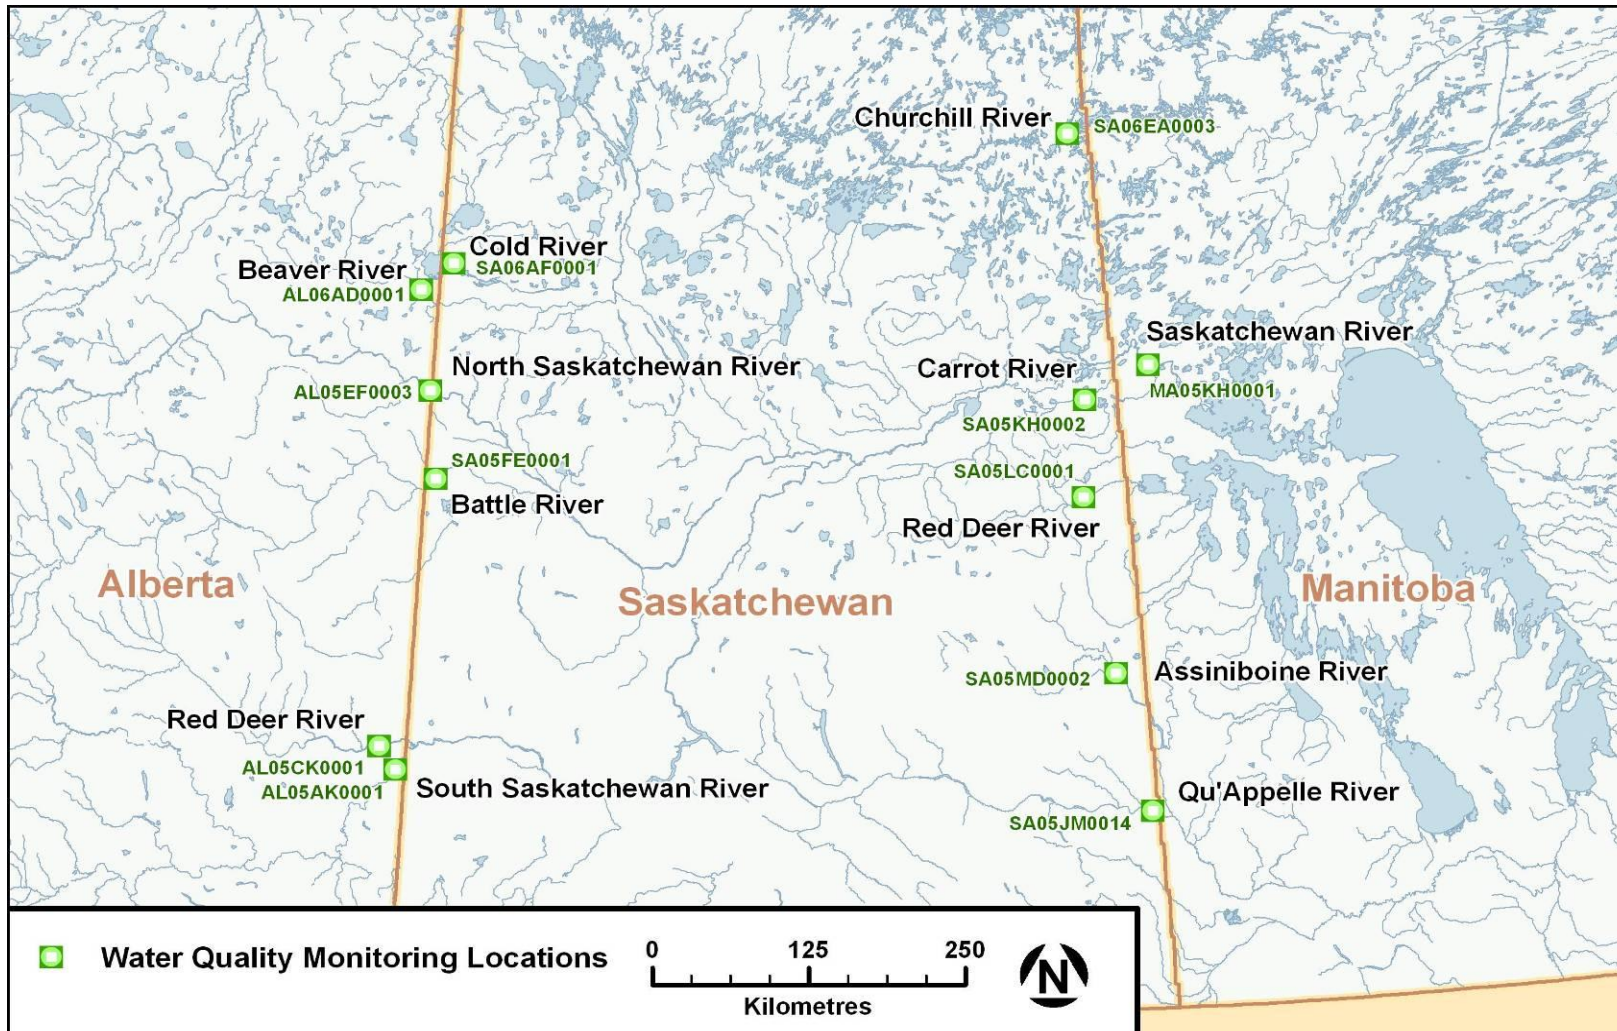 Churchill River
SA06EA0003
Cold River
SA06AF0001
Beaver River
AL06AD0001
Saskatchewan River
MA05KH0001
North Saskatchewan River
AL05EF0003
Carrot River
SA05KH0002
SA05FE0001
Battle River
SA05LC0001
Red Deer River
Alberta
Saskatchewan
Manitoba
SA05MD0002
Assiniboine River
Red Deer River
AL05CK0001
AL05AK0001
South Saskatchewan River
Qu'Appelle River
SA05JM0014
Water Quality Monitoring Locations
0 125 250
Kilometres
N